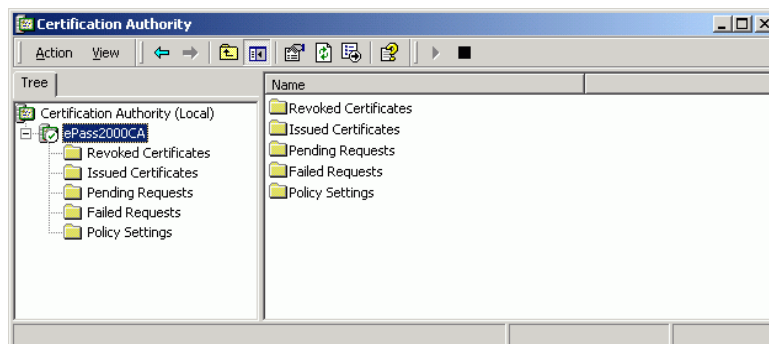 Certification Authority
Action View
Tree
Name
Certification Authority (Local)
ePass2000CA
Revoked Certificates
Issued Certificates
Pending Requests
Failed Requests
Policy Settings
Revoked Certificates
Issued Certificates
Pending Requests
Failed Requests
Policy Settings